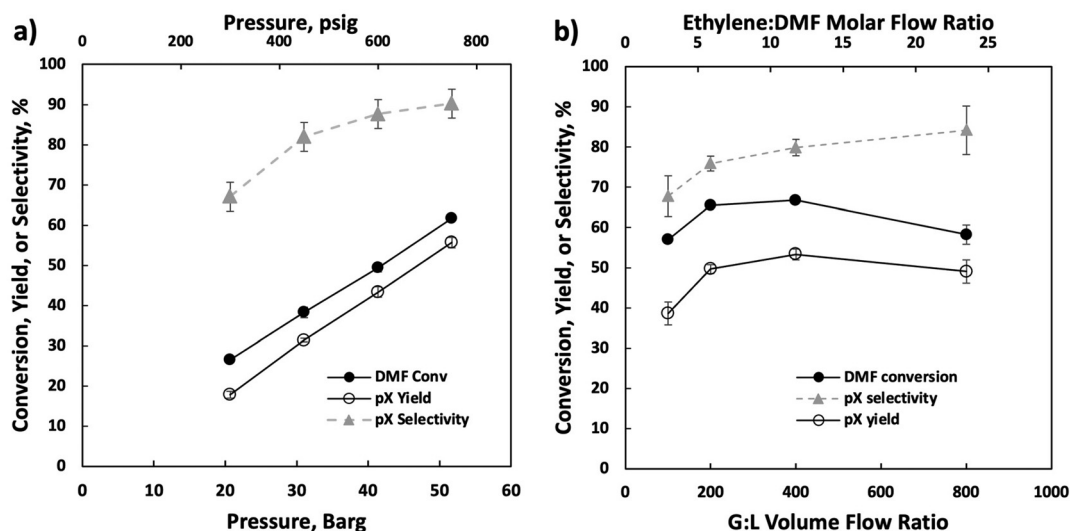 a)
Pressure, psig
0 200 400 600 800
Conversion, Yield, or Selectivity, %
100
90
80
70
60
50
40
30
20
10
0
DMF Conv
pX Yield
pX Selectivity
0 10 20 30 40 50 60
Pressure, Barg
b)
Ethylene:DMF Molar Flow Ratio
0 5 10 15 20 25
Conversion, Yield, or Selectivity, %
100
90
80
70
60
50
40
30
20
10
0
DMF conversion
pX selectivity
pX yield
0 200 400 600 800 1000
G:L Volume Flow Ratio